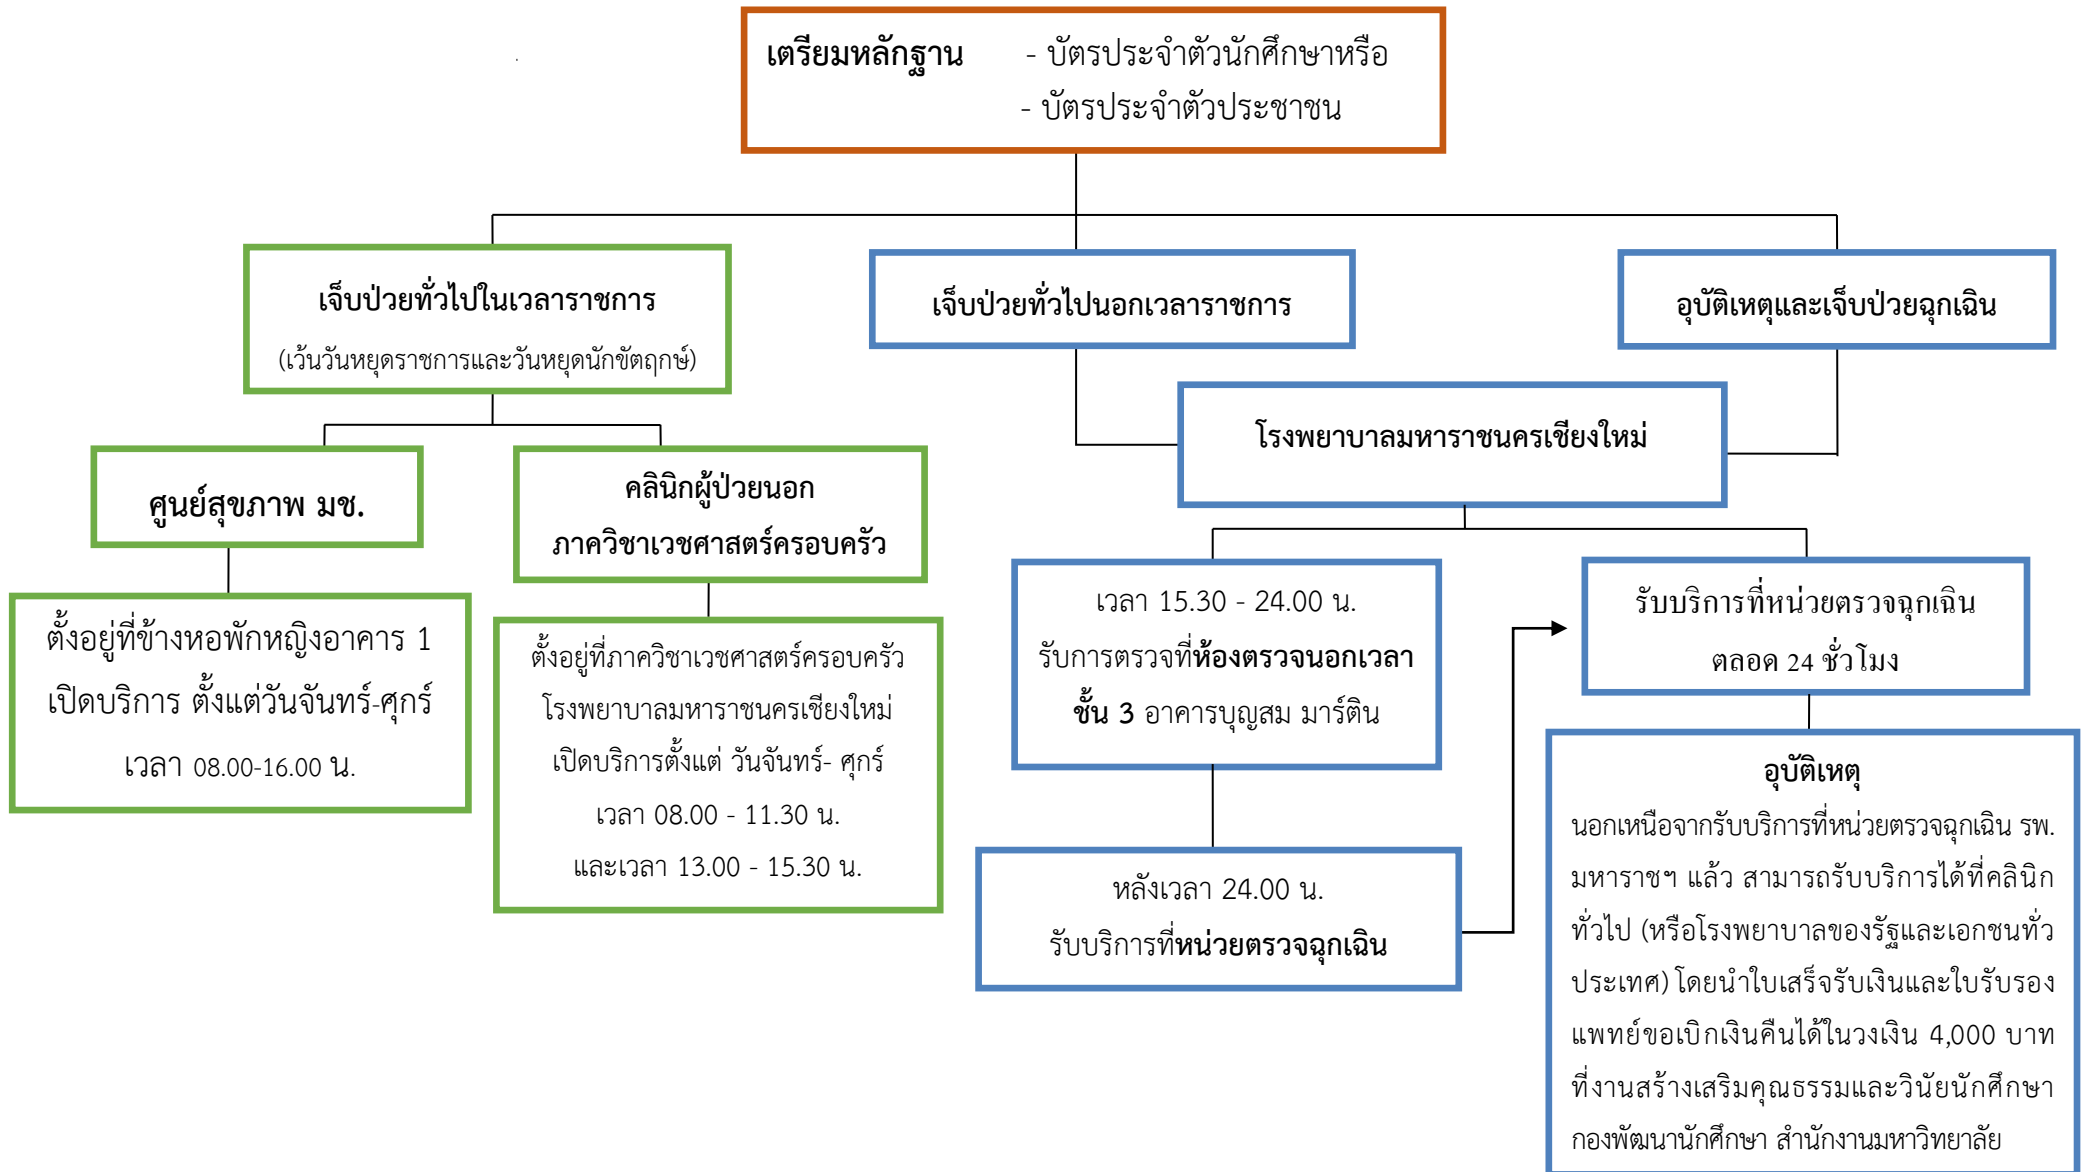 เตรียมหลักฐาน - บัตรประจำตัวนักศึกษาหรือ
- บัตรประจำตัวประชาชน
เจ็บป่วยทั่วไปในเวลาราชการ
(เว้นวันหยุดราชการและวันหยุดนักขัตฤกษ์)
เจ็บป่วยทั่วไปนอกเวลาราชการ
อุบัติเหตุและเจ็บป่วยฉุกเฉิน
โรงพยาบาลมหาราชนครเชียงใหม่
ศูนย์สุขภาพ มช.
คลินิกผู้ป่วยนอก
ภาควิชาเวชศาสตร์ครอบครัว
ตั้งอยู่ที่ข้างหอพักหญิงอาคาร 1
เปิดบริการ ตั้งแต่วันจันทร์-ศุกร์
เวลา 08.00-16.00 น.
ตั้งอยู่ที่ภาควิชาเวชศาสตร์ครอบครัว
โรงพยาบาลมหาราชนครเชียงใหม่
เปิดบริการตั้งแต่ วันจันทร์- ศุกร์
เวลา 08.00 - 11.30 น.
และเวลา 13.00 - 15.30 น.
เวลา 15.30 - 24.00 น.
รับการตรวจที่ห้องตรวจนอกเวลา
ชั้น 3 อาคารบุญสม มาร์ติน
หลังเวลา 24.00 น.
รับบริการที่หน่วยตรวจฉุกเฉิน
รับบริการที่หน่วยตรวจฉุกเฉิน
ตลอด 24 ชั่วโมง
อุบัติเหตุ
นอกเหนือจากรับบริการที่หน่วยตรวจฉุกเฉิน รพ.
มหาราชฯ แล้ว สามารถรับบริการได้ที่คลินิก
ทั่วไป (หรือโรงพยาบาลของรัฐและเอกชนทั่ว
ประเทศ) โดยนำใบเสร็จรับเงินและใบรับรอง
แพทย์ขอเบิกเงินคืนได้ในวงเงิน 4,000 บาท
ที่งานสร้างเสริมคุณธรรมและวินัยนักศึกษา
กองพัฒนานักศึกษา สำนักงานมหาวิทยาลัย